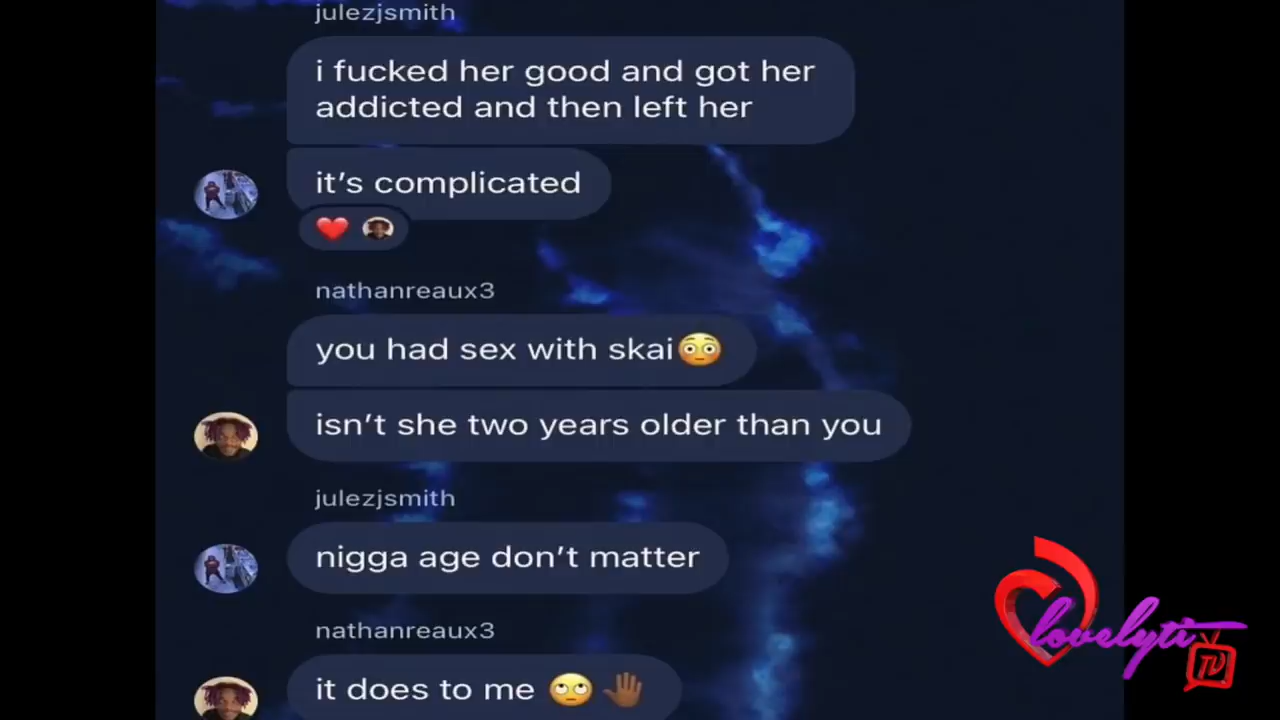 julezjsmith
i fucked her good and got her
addicted and then left her
it's complicated
nathanreaux3
you had sex with skai😳
isn't she two years older than you
julezjsmith
nigga age don't matter
nathanreaux3
it does to me 🙄 🤚🏾
lovelyti
TV